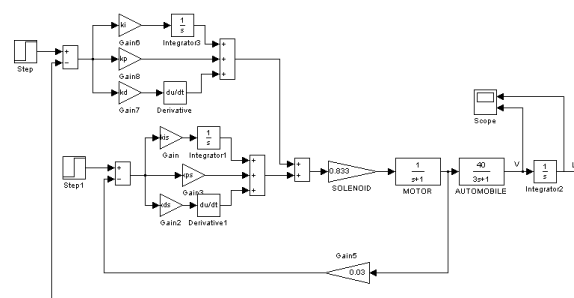 ki
1
s
Gain6
Integrator3
Step
kp
Gain8
kd
du/dt
Gain7
Derivative
Scope
kis
1
s
Gain
Integrator1
Step1
kps
Gain3
kds
du/dt
Gain2
Derivative1
0.833
SOLENOID
1
s+1
MOTOR
40
3s+1
AUTOMOBILE
V
1
s
Integrator2
Gain5
0.03